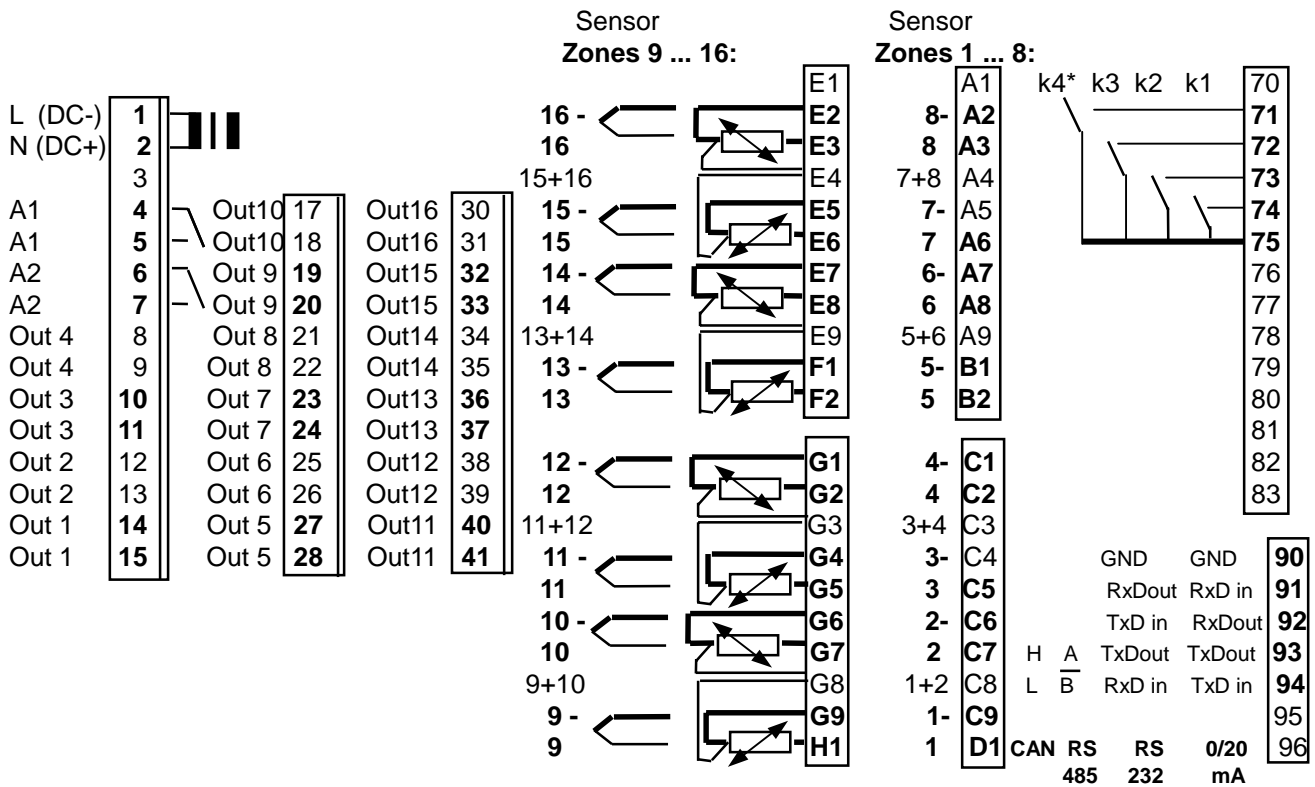 Sensor Sensor
Zones 9 ... 16: Zones 1 ... 8:
E1 A1 k4* k3 k2 k1 70
L (DC-) 1 16 - E2 8- A2 71
N (DC+) 2 16 E3 8 A3 72
3 15+16 E4 7+8 A4 73
A1 4 Out10 17 Out16 30 15 - E5 7- A5 74
A1 5 Out10 18 Out16 31 15 E6 7 A6 75
A2 6 Out 9 19 Out15 32 14 - E7 6- A7 76
A2 7 Out 9 20 Out15 33 14 E8 6 A8 77
Out 4 8 Out 8 21 Out14 34 13+14 E9 5+6 A9 78
Out 4 9 Out 8 22 Out14 35 13 - F1 5- B1 79
Out 3 10 Out 7 23 Out13 36 13 F2 5 B2 80
Out 3 11 Out 7 24 Out13 37 81
Out 2 12 Out 6 25 Out12 38 12 - G1 4- C1 82
Out 2 13 Out 6 26 Out12 39 12 G2 4 C2 83
Out 1 14 Out 5 27 Out11 40 11+12 G3 3+4 C3
Out 1 15 Out 5 28 Out11 41 11 - G4 3- C4 GND GND 90
11 G5 3 C5 RxDout RxD in 91
10 - G6 2- C6 TxD in RxDout 92
10 G7 2 C7 H A TxDout TxDout 93
9+10 G8 1+2 C8 L B RxD in TxD in 94
9 - G9 1- C9 95
9 H1 1 D1 CAN RS RS 0/20 96
485 232 mA